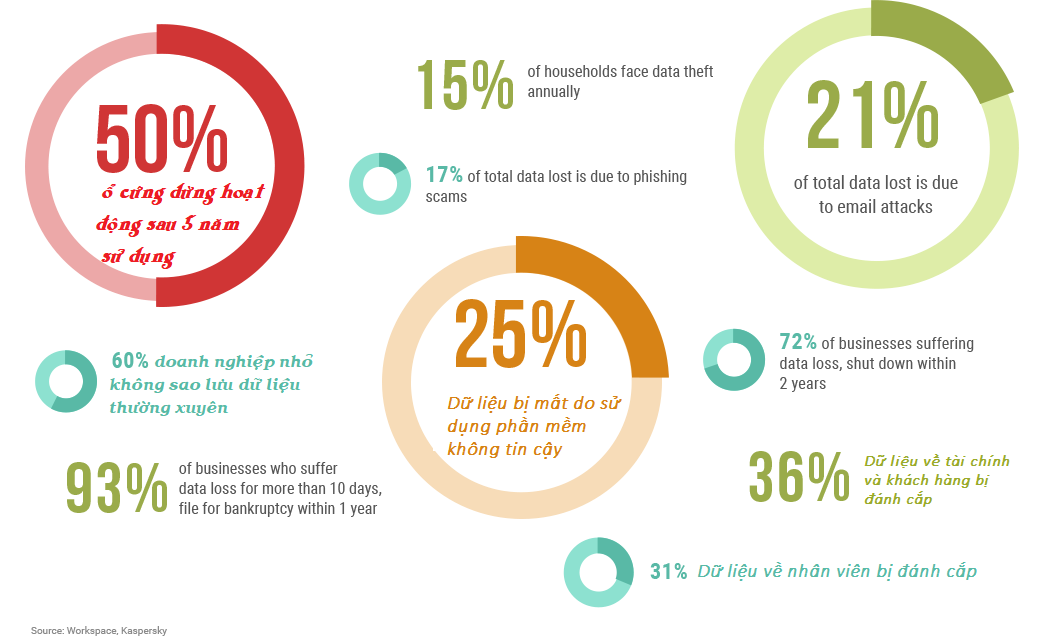 50%
ổ cứng dừng hoạt
động sau 5 năm
sử dụng
15%
of households face data theft
annually
17% of total data lost is due to phishing
scams
21%
of total data lost is due
to email attacks
60% doanh nghiệp nhỏ
không sao lưu dữ liệu
thường xuyên
25%
Dữ liệu bị mất do sử
dụng phần mềm
không tin cậy
72% of businesses suffering
data loss, shut down within
2 years
93%
of businesses who suffer
data loss for more than 10 days,
file for bankruptcy within 1 year
36%
Dữ liệu về tài chính
và khách hàng bị
đánh cắp
31% Dữ liệu về nhân viên bị đánh cắp
Source: Workspace, Kaspersky